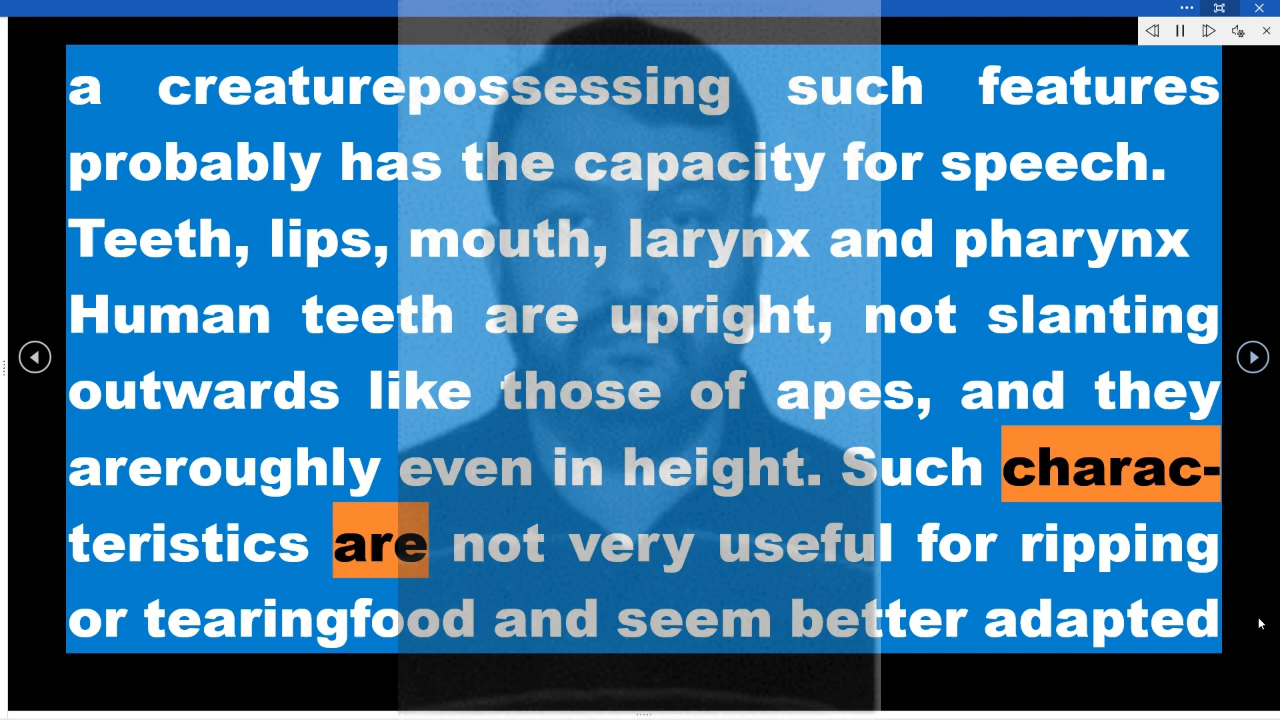 a creaturepossessing such features
probably has the capacity for speech.
Teeth, lips, mouth, larynx and pharynx
Human teeth are upright, not slanting
outwards like those of apes, and they
areroughly even in height. Such charac-
teristics are not very useful for ripping
or tearingfood and seem better adapted